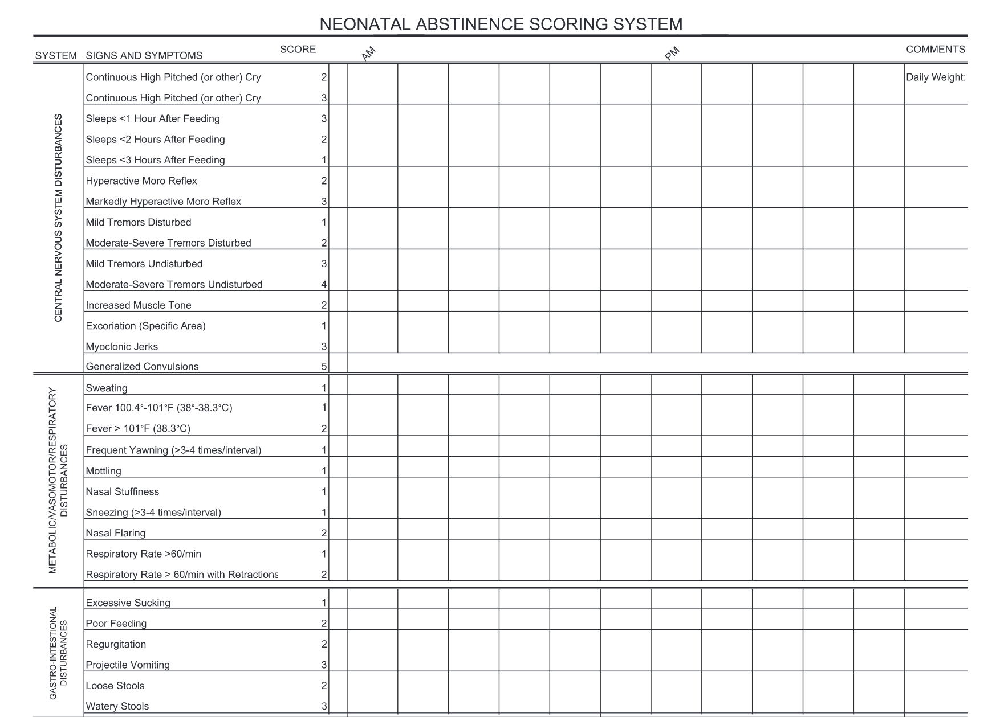 NEONATAL ABSTINENCE SCORING SYSTEM
SYSTEM SIGNS AND SYMPTOMS SCORE AM PM COMMENTS
CENTRAL NERVOUS SYSTEM DISTURBANCES
Continuous High Pitched (or other) Cry 2 Daily Weight:
Continuous High Pitched (or other) Cry 3
Sleeps <1 Hour After Feeding 3
Sleeps <2 Hours After Feeding 2
Sleeps <3 Hours After Feeding 1
Hyperactive Moro Reflex 2
Markedly Hyperactive Moro Reflex 3
Mild Tremors Disturbed 1
Moderate-Severe Tremors Disturbed 2
Mild Tremors Undisturbed 3
Moderate-Severe Tremors Undisturbed 4
Increased Muscle Tone 2
Excoriation (Specific Area) 1
Myoclonic Jerks 3
Generalized Convulsions 5
METABOLIC/VASOMOTOR/RESPIRATORY
DISTURBANCES
Sweating 1
Fever 100.4°-101°F (38°-38.3°C) 1
Fever > 101°F (38.3°C) 2
Frequent Yawning (>3-4 times/interval) 1
Mottling 1
Nasal Stuffiness 1
Sneezing (>3-4 times/interval) 1
Nasal Flaring 2
Respiratory Rate >60/min 1
Respiratory Rate > 60/min with Retractions 2
GASTRO-INTESTIONAL
DISTURBANCES
Excessive Sucking 1
Poor Feeding 2
Regurgitation 2
Projectile Vomiting 3
Loose Stools 2
Watery Stools 3